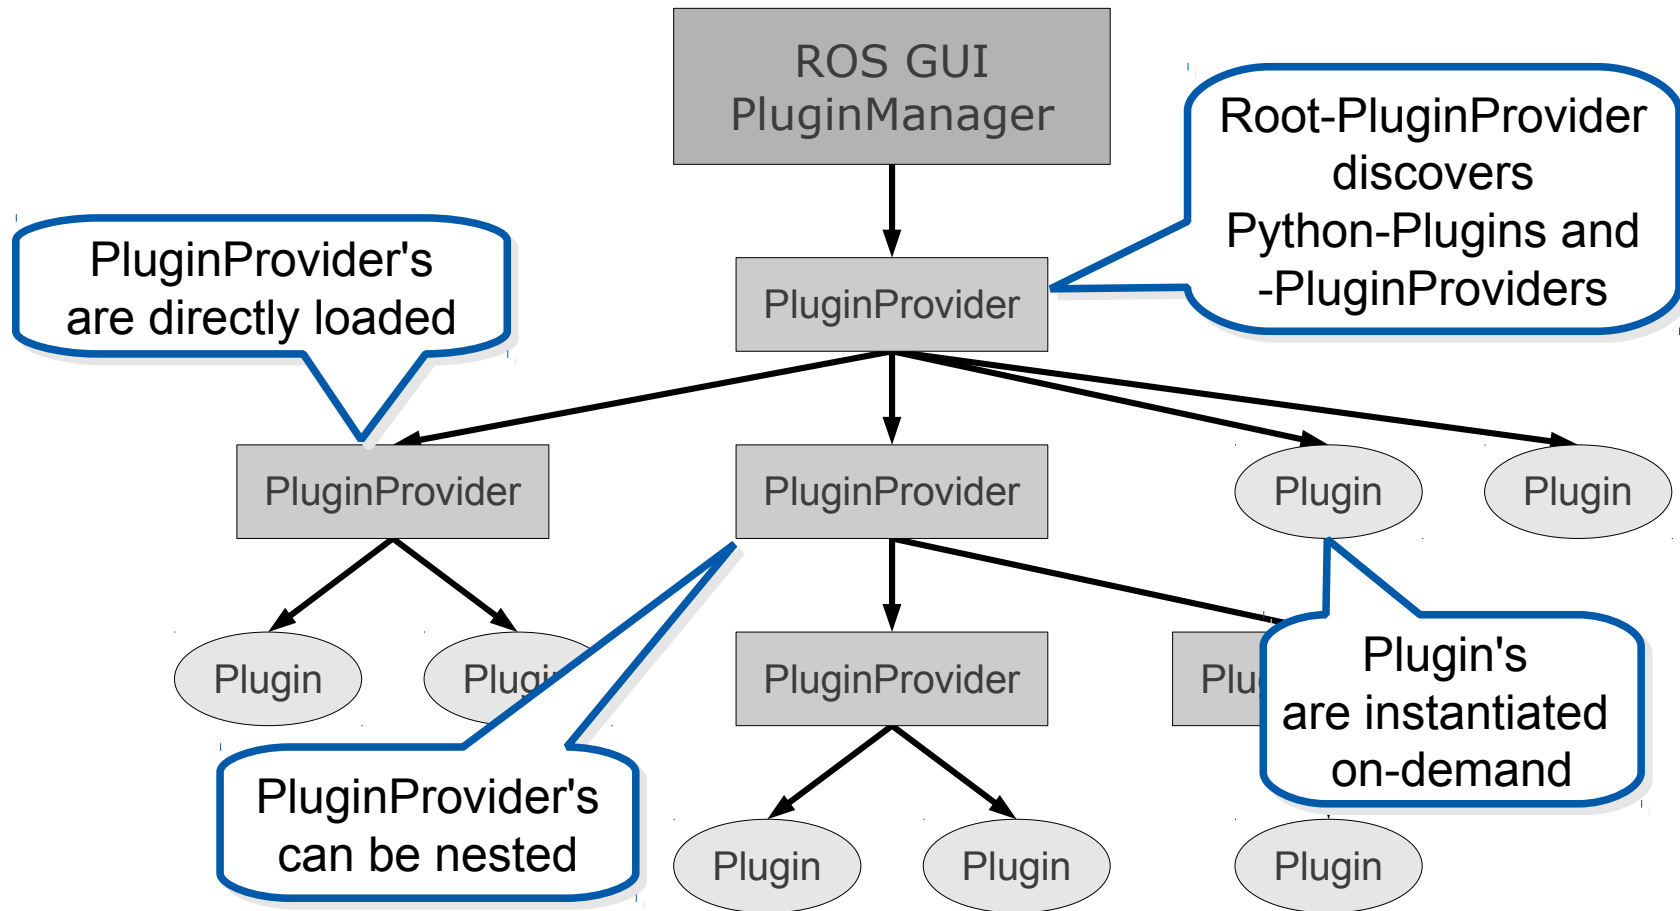 ROS GUI
PluginManager
Root-PluginProvider
discovers
Python-Plugins and
-PluginProviders
PluginProvider's
are directly loaded
PluginProvider
PluginProvider
PluginProvider
Plugin
Plugin
Plugin
PluginProvider
Plugin's
are instantiated
on-demand
PluginProvider's
can be nested
Plugin
Plugin
Plugin